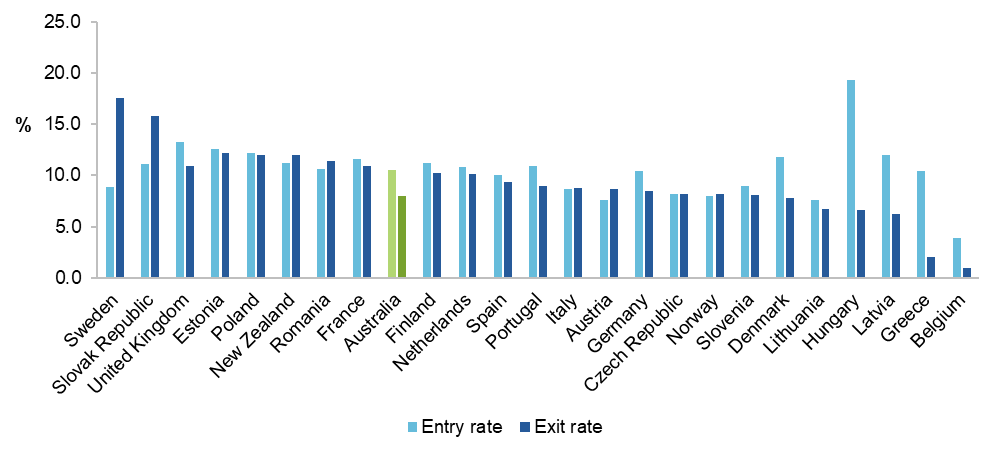 25.0
20.0
%
15.0
10.0
5.0
0.0
Sweden
Slovak Republic
United Kingdom
Estonia
Poland
New Zealand
Romania
France
Australia
Finland
Netherlands
Spain
Portugal
Italy
Austria
Germany
Czech Republic
Norway
Slovenia
Denmark
Lithuania
Hungary
Latvia
Greece
Belgium
Entry rate Exit rate